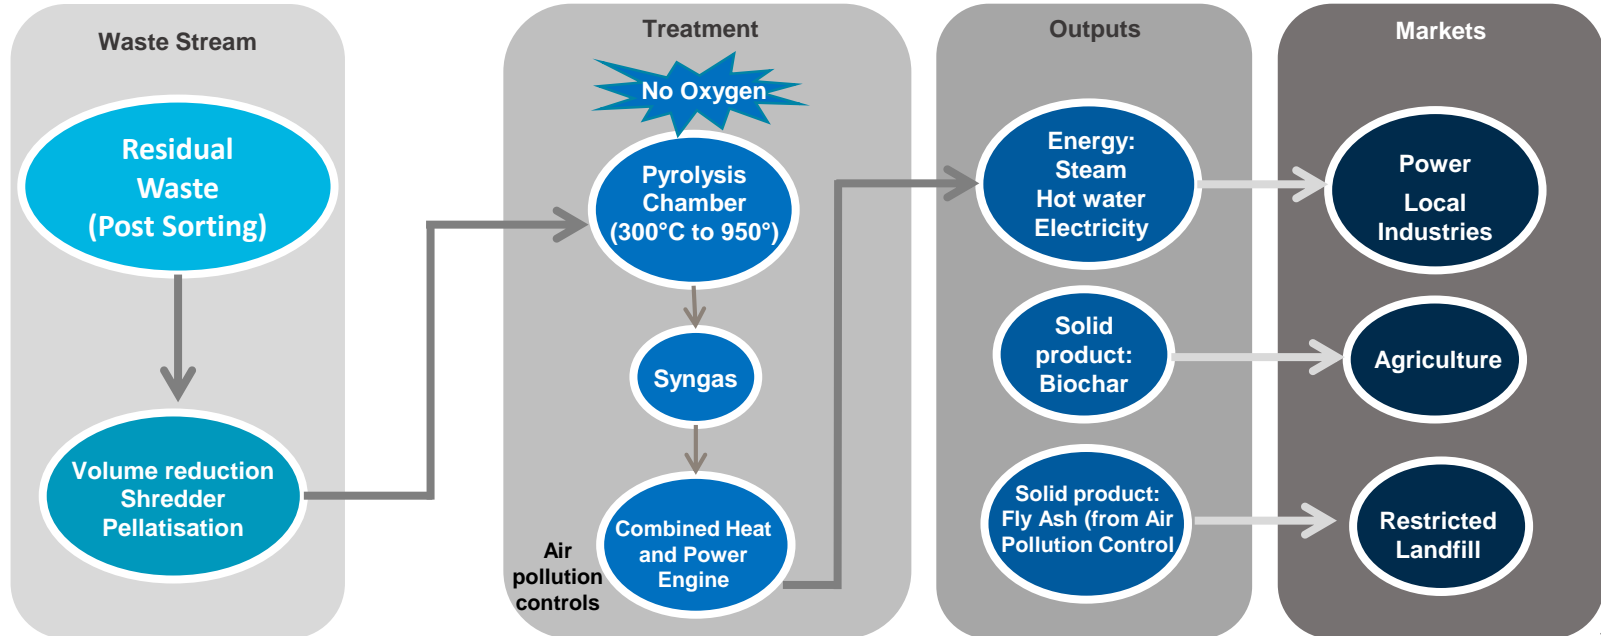 Waste Stream
Residual
Waste
(Post Sorting)
Volume reduction
Shredder
Pellatisation
Treatment
No Oxygen
Pyrolysis
Chamber
(300°C to 950°)
Syngas
Combined Heat
and Power
Engine
Air
pollution
controls
Outputs
Energy:
Steam
Hot water
Electricity
Solid
product:
Biochar
Solid product:
Fly Ash (from Air
Pollution Control
Markets
Power
Local
Industries
Agriculture
Restricted
Landfill